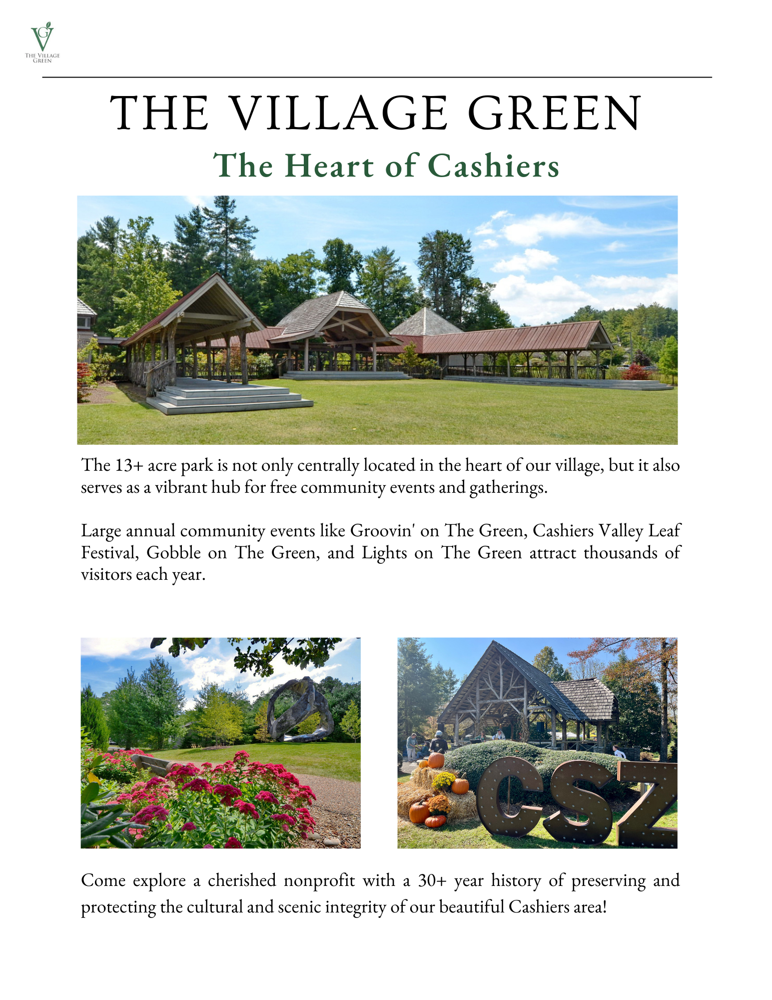 VG
THE VILLAGE
GREEN
THE VILLAGE GREEN
The Heart of Cashiers
The 13+ acre park is not only centrally located in the heart of our village, but it also
serves as a vibrant hub for free community events and gatherings.
Large annual community events like Groovin' on The Green, Cashiers Valley Leaf
Festival, Gobble on The Green, and Lights on The Green attract thousands of
visitors each year.
CSZ
Come explore a cherished nonprofit with a 30+ year history of preserving and
protecting the cultural and scenic integrity of our beautiful Cashiers area!